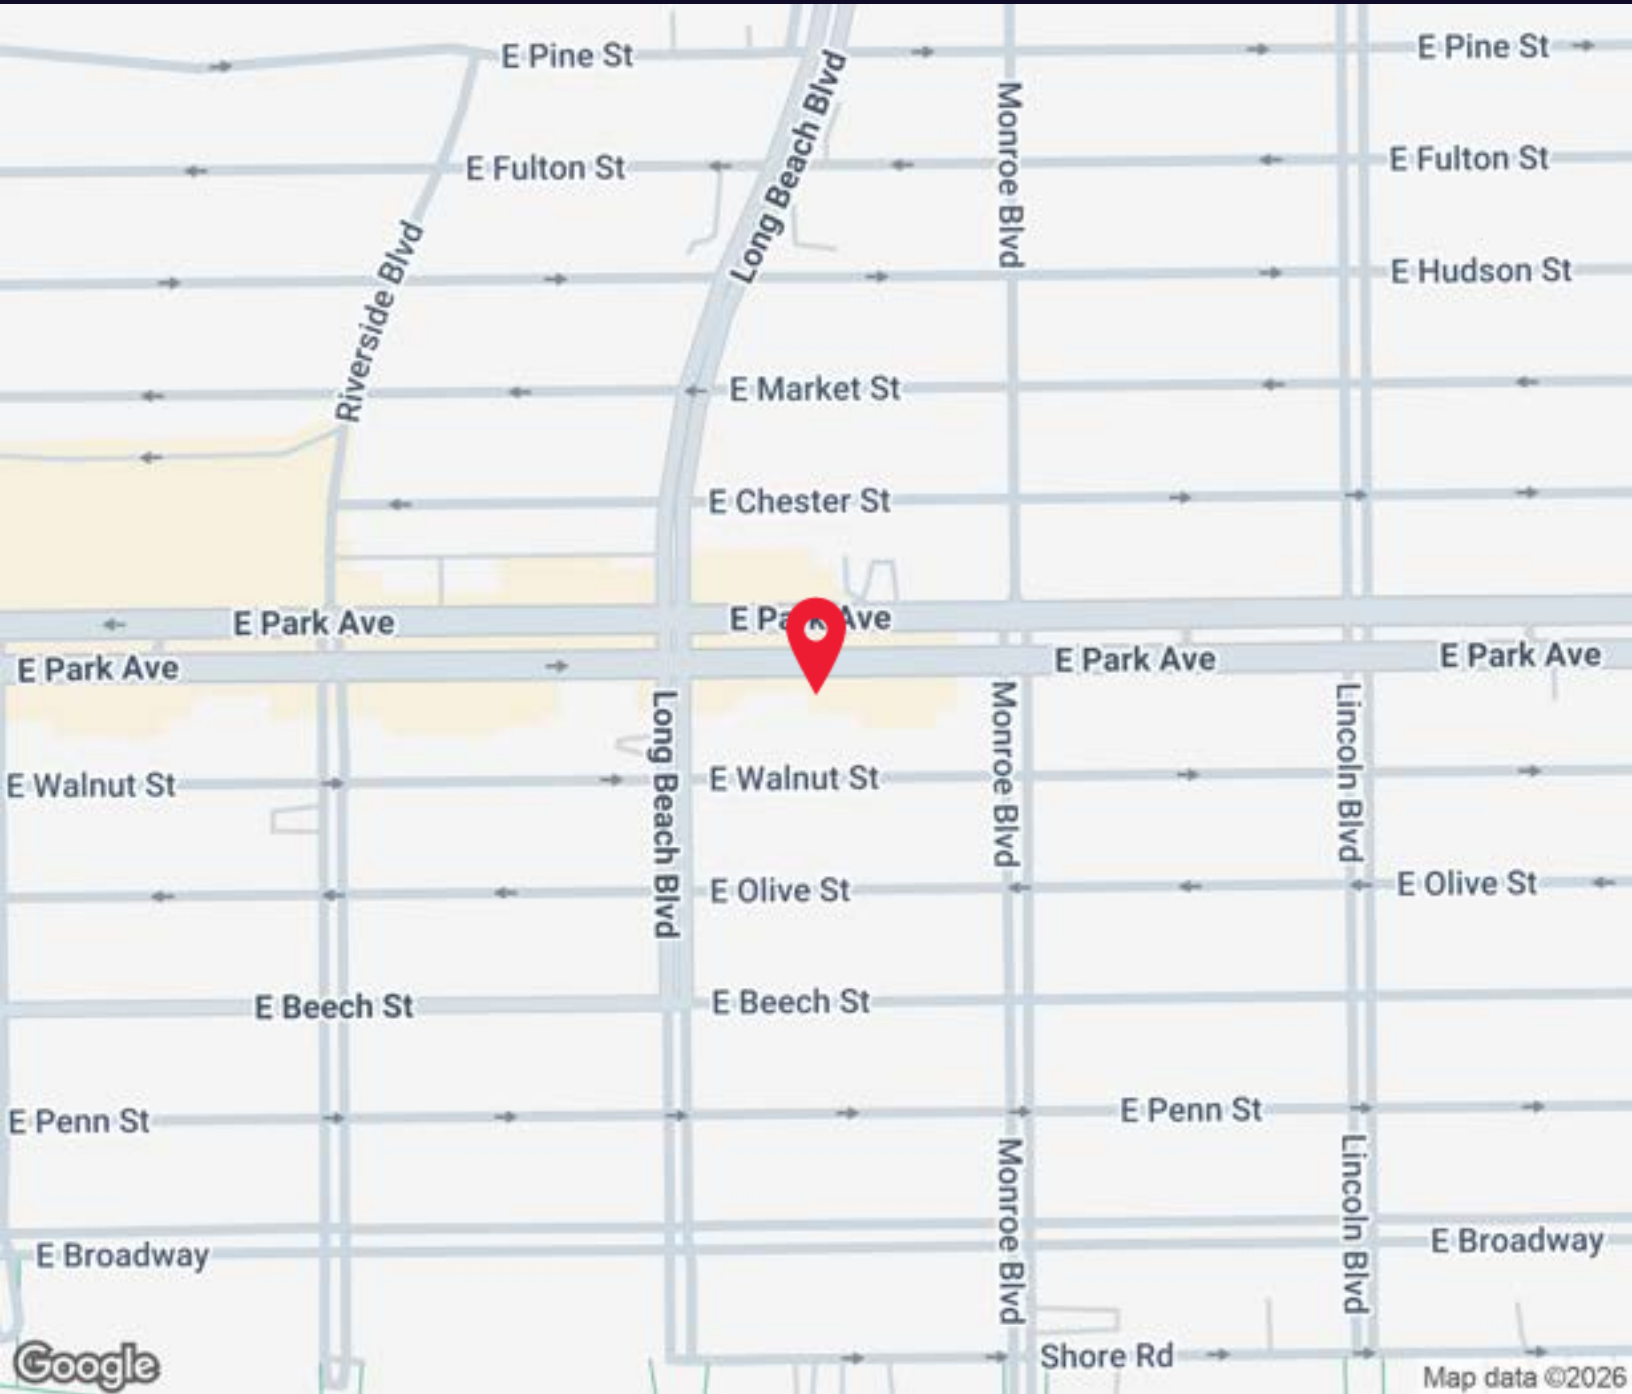 E Pine St
E Pine St
Long Beach Blvd
Monroe Blvd
E Fulton St
E Fulton St
Riverside Blvd
E Hudson St
E Market St
E Chester St
E Park Ave
E Park Ave
E Park Ave
E Park Ave
E Park Ave
Long Beach Blvd
Monroe Blvd
Lincoln Blvd
E Walnut St
E Walnut St
E Olive St
E Olive St
E Beech St
E Beech St
E Penn St
E Penn St
Monroe Blvd
Lincoln Blvd
E Broadway
E Broadway
Shore Rd
Google
Map data ©2026